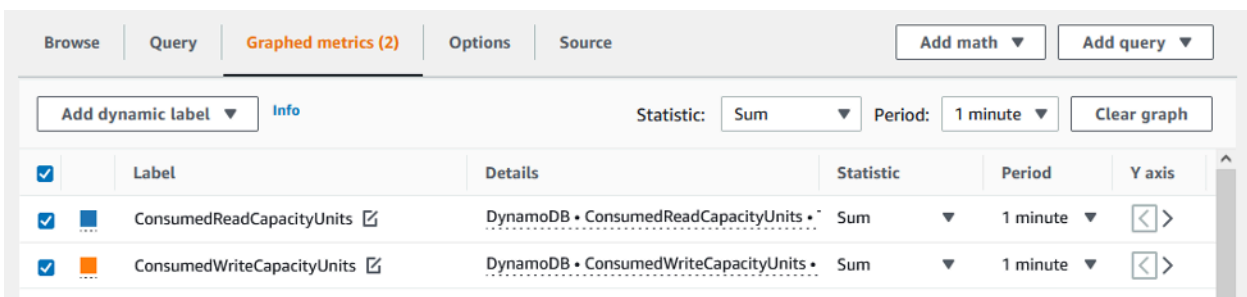 Browse Query Graphed metrics (2) Options Source Add math ▼ Add query ▼
Add dynamic label ▼ Info Statistic: Sum ▼ Period: 1 minute ▼ Clear graph
Label Details Statistic Period Y axis
ConsumedReadCapacityUnits DynamoDB • ConsumedReadCapacityUnits • Sum ▼ 1 minute ▼ < >
ConsumedWriteCapacityUnits DynamoDB • ConsumedWriteCapacityUnits • Sum ▼ 1 minute ▼ < >